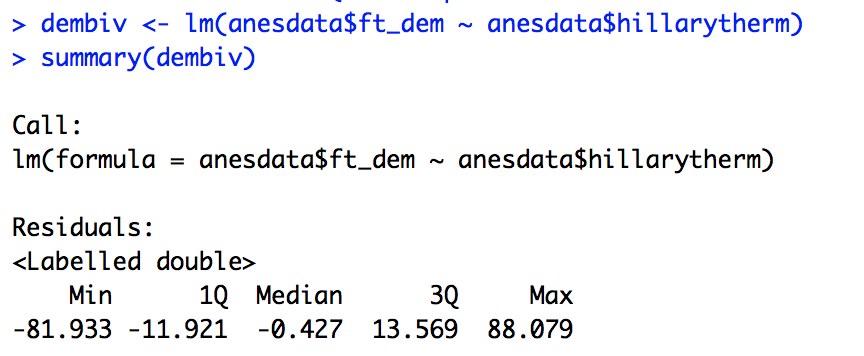 > dembiv <- lm(anesdata$ft_dem ~ anesdata$hillarytherm)
> summary(dembiv)
Call:
lm(formula = anesdata$ft_dem ~ anesdata$hillarytherm)
Residuals:
<Labelled double>
    Min      1Q  Median      3Q     Max
-81.933 -11.921  -0.427  13.569  88.079